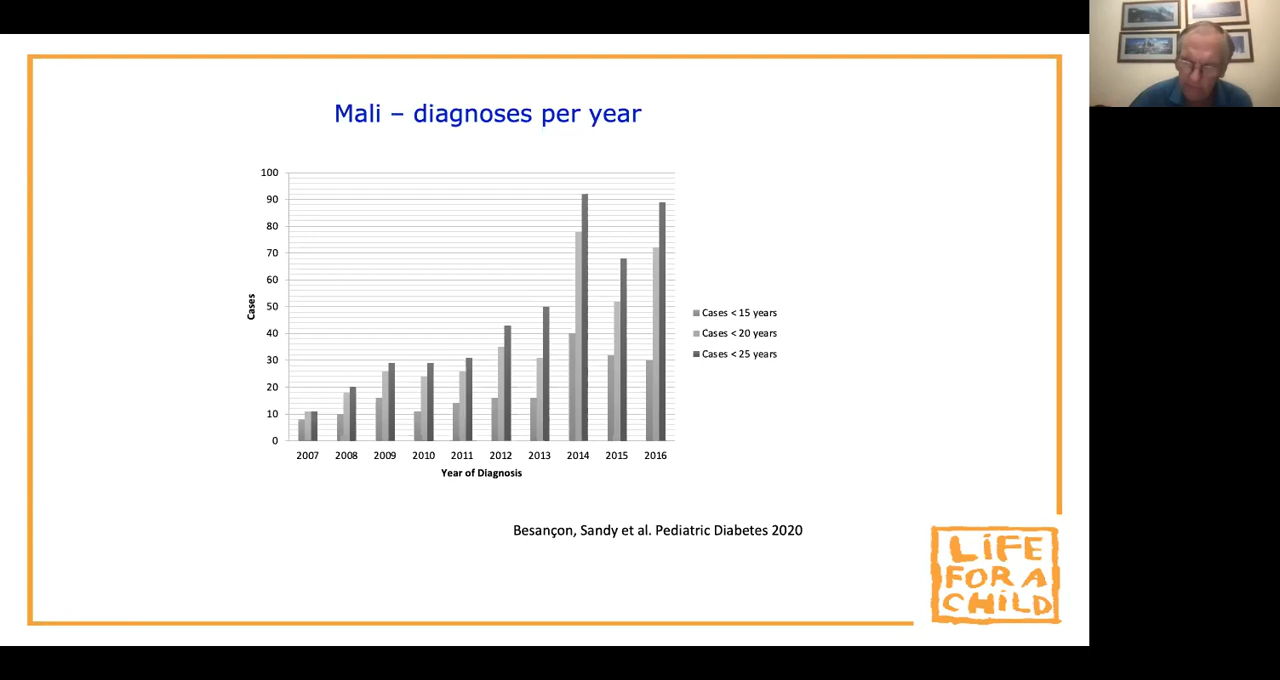 Mali – diagnoses per year
100
90
80
70
60
50
40
30
20
10
0
Cases
2007 2008 2009 2010 2011 2012 2013 2014 2015 2016
Year of Diagnosis
Cases < 15 years
Cases < 20 years
Cases < 25 years
Besançon, Sandy et al. Pediatric Diabetes 2020
LiFE
FOR A
CHiLD